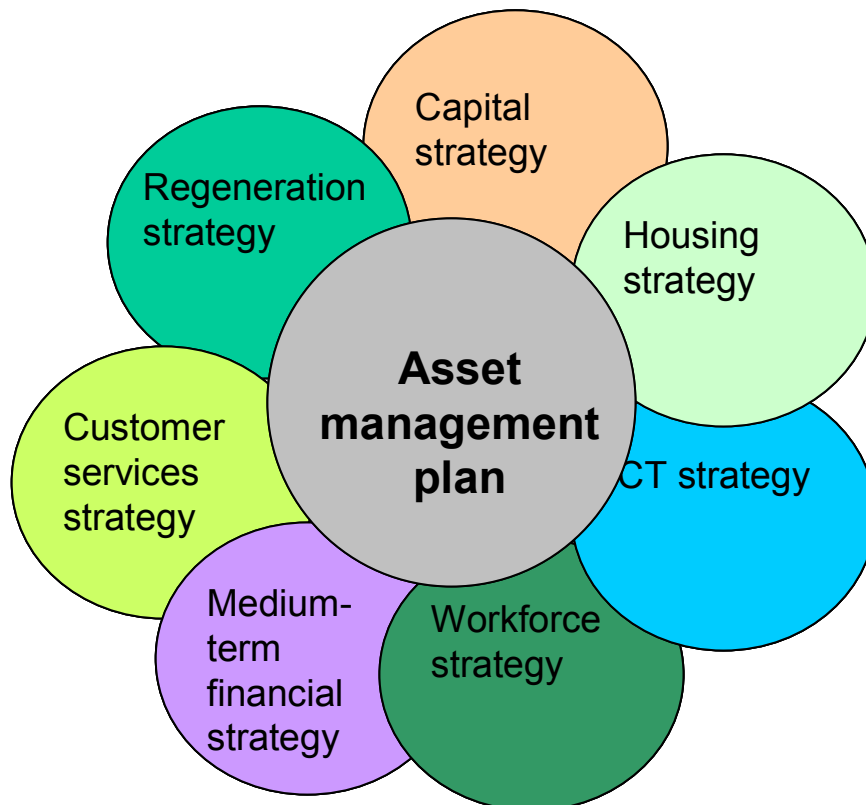 Capital
strategy
Regeneration
strategy
Housing
strategy
Asset
management
plan
Customer
services
strategy
CT strategy
Medium-
term
financial
strategy
Workforce
strategy